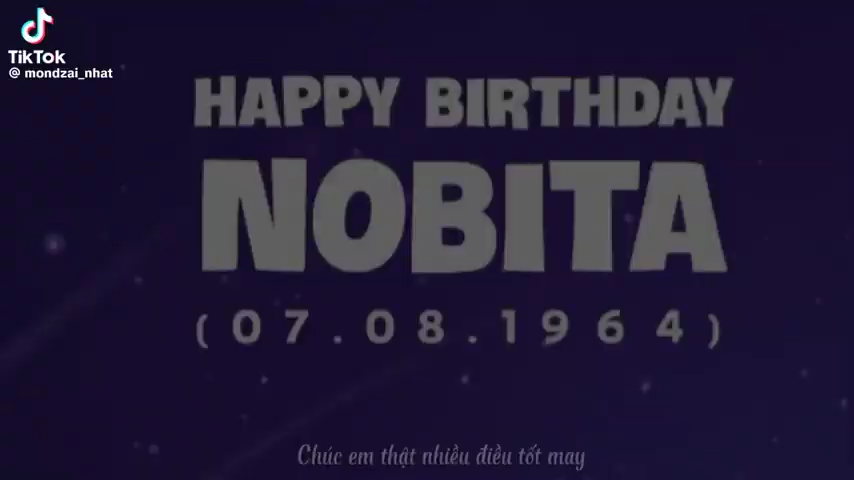 TikTok
@ mondzai_nhat
HAPPY BIRTHDAY
NOBITA
(07.08.1964)
Chúc em thật nhiều điều tốt may